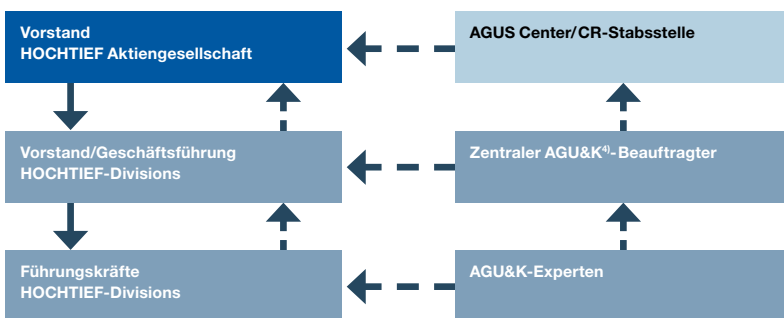 Vorstand
HOCHTIEF Aktiengesellschaft
AGUS Center/CR-Stabsstelle
Vorstand/Geschäftsführung
HOCHTIEF-Divisions
Zentraler AGU&K⁴⁾-Beauftragter
Führungskräfte
HOCHTIEF-Divisions
AGU&K-Experten